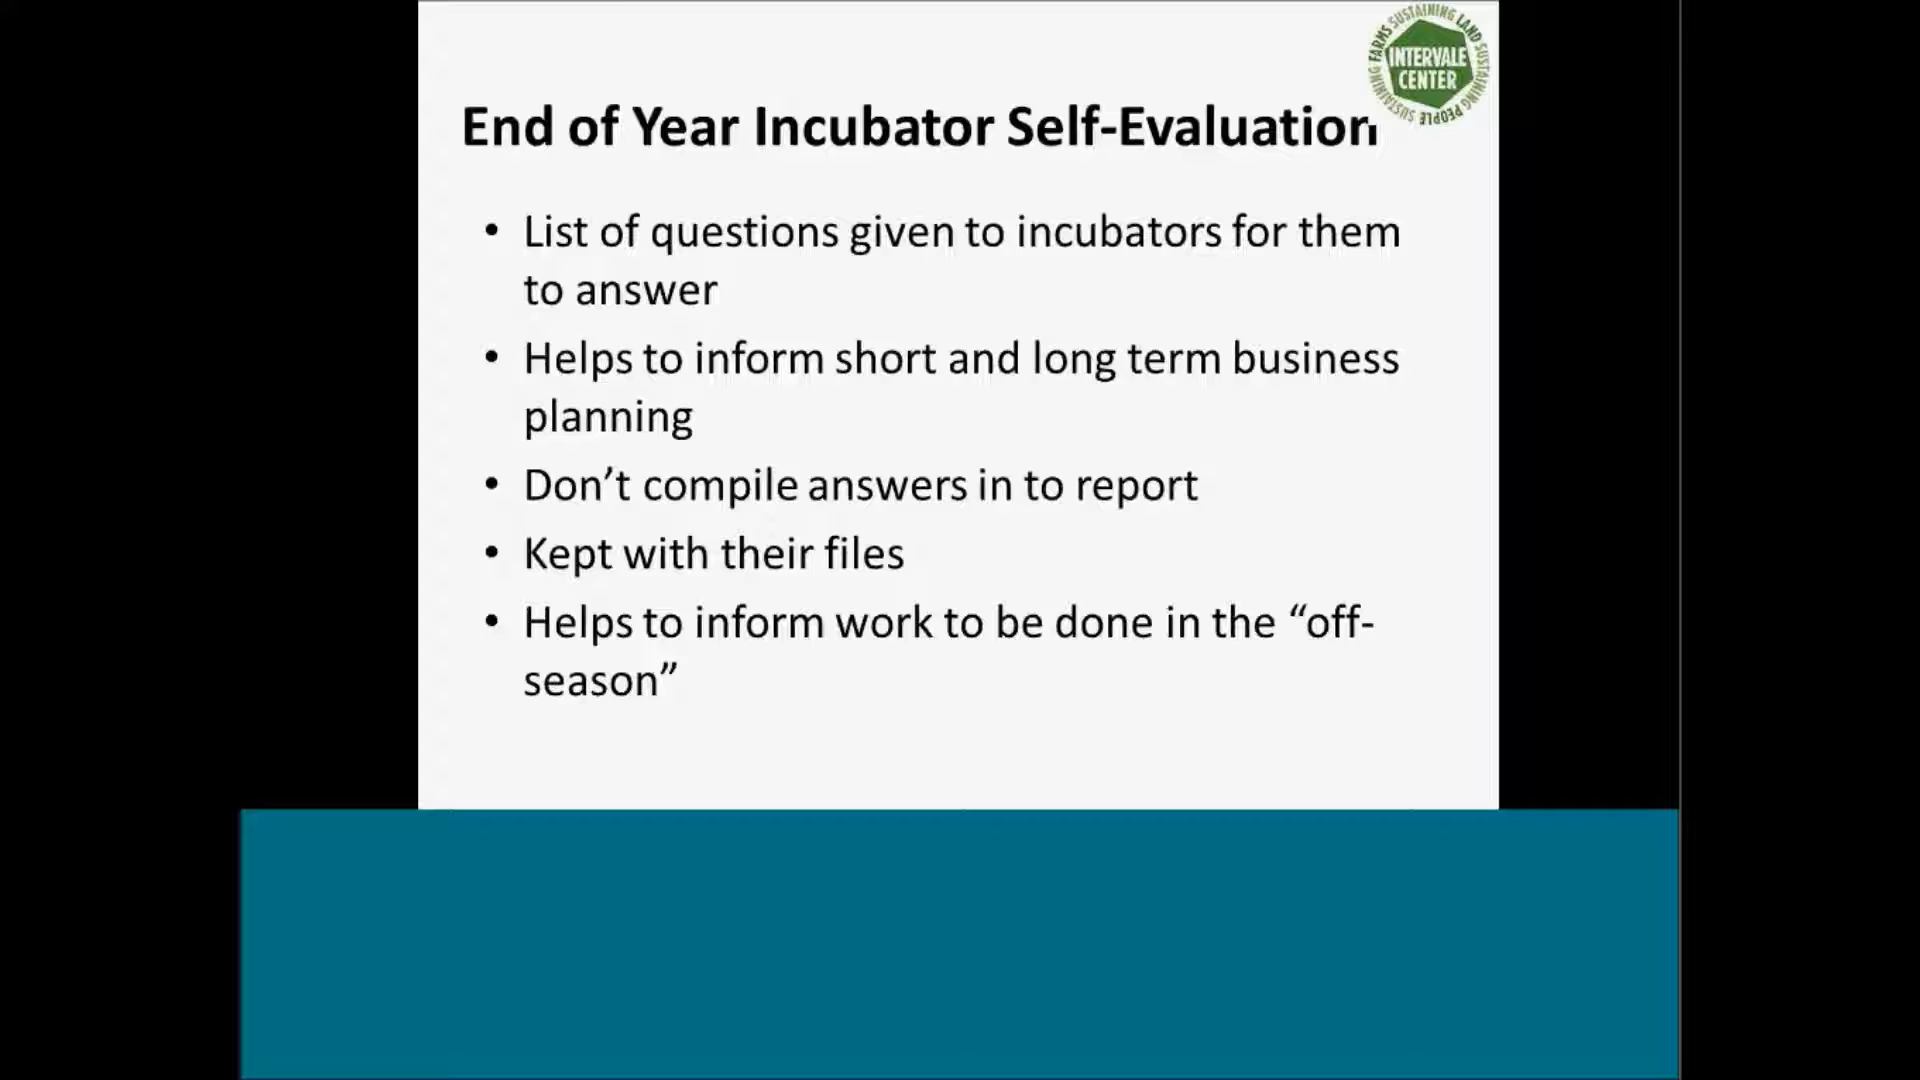 SUSTAINING FARMS SUSTAINING LAND SUSTAINING PEOPLE
INTERVALE
CENTER
End of Year Incubator Self-Evaluation
• List of questions given to incubators for them
to answer
• Helps to inform short and long term business
planning
• Don’t compile answers in to report
• Kept with their files
• Helps to inform work to be done in the “off-
season”